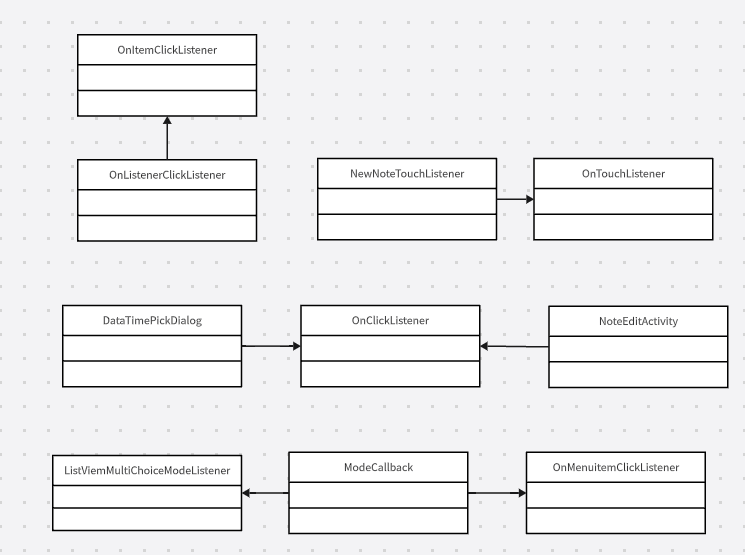 OnItemClickListener
OnListenerClickListener
NewNoteTouchListener
OnTouchListener
DataTimePickDialog
OnClickListener
NoteEditActivity
ListViemMultiChoiceModeListener
ModeCallback
OnMenuitemClickListener